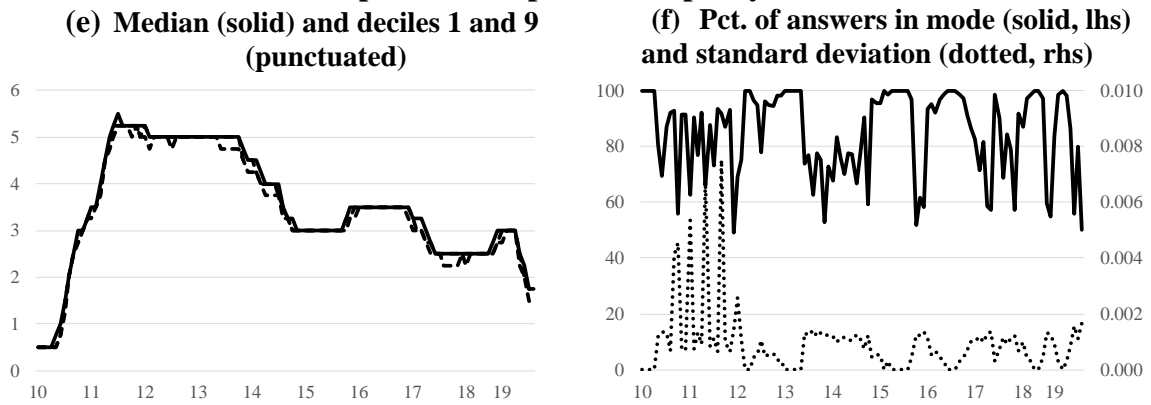 (e) Median (solid) and deciles 1 and 9
(punctuated)
6
5
4
3
2
1
0
10 11 12 13 14 15 16 17 18 19
(f) Pct. of answers in mode (solid, lhs)
and standard deviation (dotted, rhs)
100 0.010
80 0.008
60 0.006
40 0.004
20 0.002
0 0.000
10 11 12 13 14 15 16 17 18 19